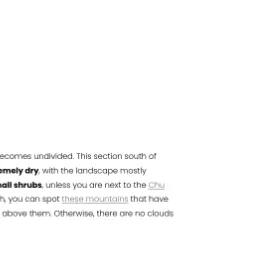 ecomes undivided. This section south of
emely dry, with the landscape mostly
all shrubs, unless you are next to the Chu
h, you can spot these mountains that have
above them. Otherwise, there are no clouds